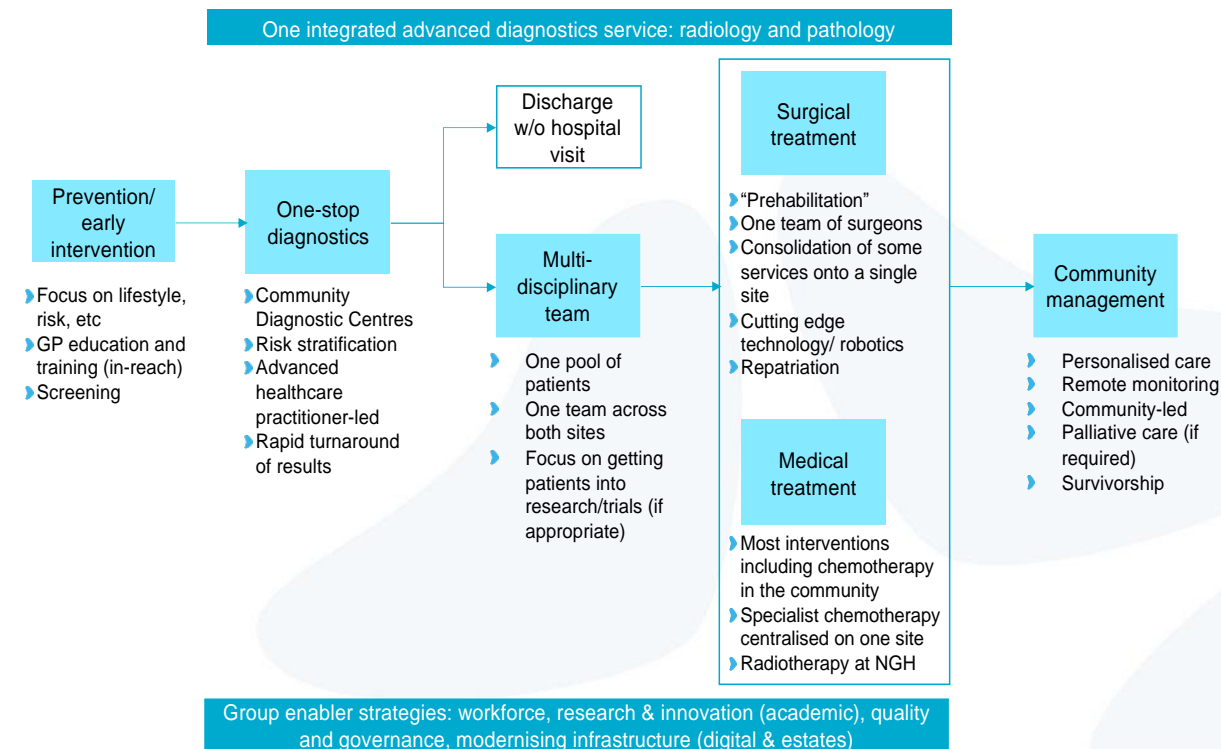 One integrated advanced diagnostics service: radiology and pathology
Prevention/
early
intervention
Focus on lifestyle,
risk, etc
GP education and
training (in-reach)
Screening
One-stop
diagnostics
Community
Diagnostic Centres
Risk stratification
Advanced
healthcare
practitioner-led
Rapid turnaround
of results
Discharge
w/o hospital
visit
Multi-
disciplinary
team
One pool of
patients
One team across
both sites
Focus on getting
patients into
research/trials (if
appropriate)
Surgical
treatment
“Prehabilitation”
One team of surgeons
Consolidation of some
services onto a single
site
Cutting edge
technology/ robotics
Repatriation
Medical
treatment
Most interventions
including chemotherapy
in the community
Specialist chemotherapy
centralised on one site
Radiotherapy at NGH
Community
management
Personalised care
Remote monitoring
Community-led
Palliative care (if
required)
Survivorship
Group enabler strategies: workforce, research & innovation (academic), quality
and governance, modernising infrastructure (digital & estates)